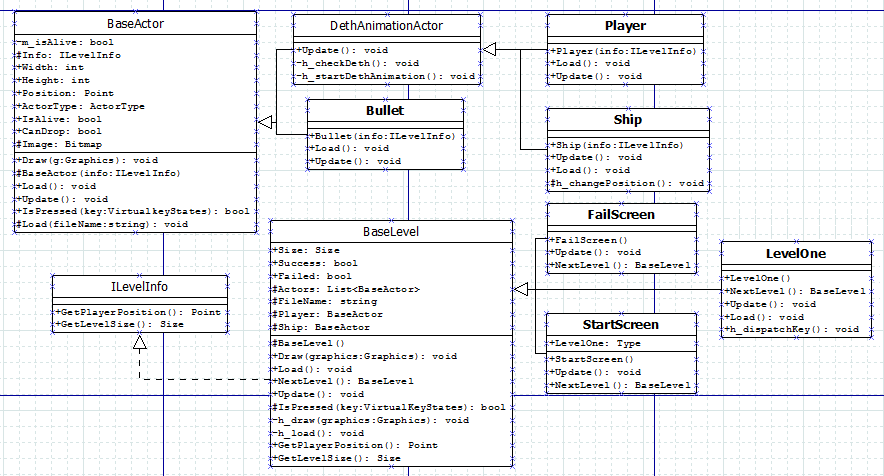 BaseActor
-m_isAlive: bool
#Info: ILevelInfo
+Width: int
+Height: int
+Position: Point
+ActorType: ActorType
+IsAlive: bool
+CanDrop: bool
#Image: Bitmap
+Draw(g:Graphics): void
#BaseActor(info:ILevelInfo)
+Load(): void
+Update(): void
+IsPressed(key:VirtualkeyStates): bool
#Load(fileName:string): void
DethAnimationActor
+Update(): void
-h_checkDeth(): void
-h_startDethAnimation(): void
Bullet
+Bullet(info:ILevelInfo)
+Load(): void
+Update(): void
Player
+Player(info:ILevelInfo)
+Load(): void
+Update(): void
Ship
+Ship(info:ILevelInfo)
+Update(): void
+Load(): void
#h_changePosition(): void
ILevelInfo
+GetPlayerPosition(): Point
+GetLevelSize(): Size
BaseLevel
+Size: Size
+Success: bool
+Failed: bool
#Actors: List<BaseActor>
#FileName: string
#Player: BaseActor
#Ship: BaseActor
#BaseLevel()
+Draw(graphics:Graphics): void
+Load(): void
+NextLevel(): BaseLevel
+Update(): void
#IsPressed(key:VirtualKeyStates): bool
-h_draw(graphics:Graphics): void
-h_load(): void
+GetPlayerPosition(): Point
+GetLevelSize(): Size
FailScreen
+FailScreen()
+Update(): void
+NextLevel(): BaseLevel
StartScreen
+LevelOne: Type
+StartScreen()
+Update(): void
+NextLevel(): BaseLevel
LevelOne
+LevelOne()
+NextLevel(): BaseLevel
+Update(): void
+Load(): void
-h_dispatchKey(): void